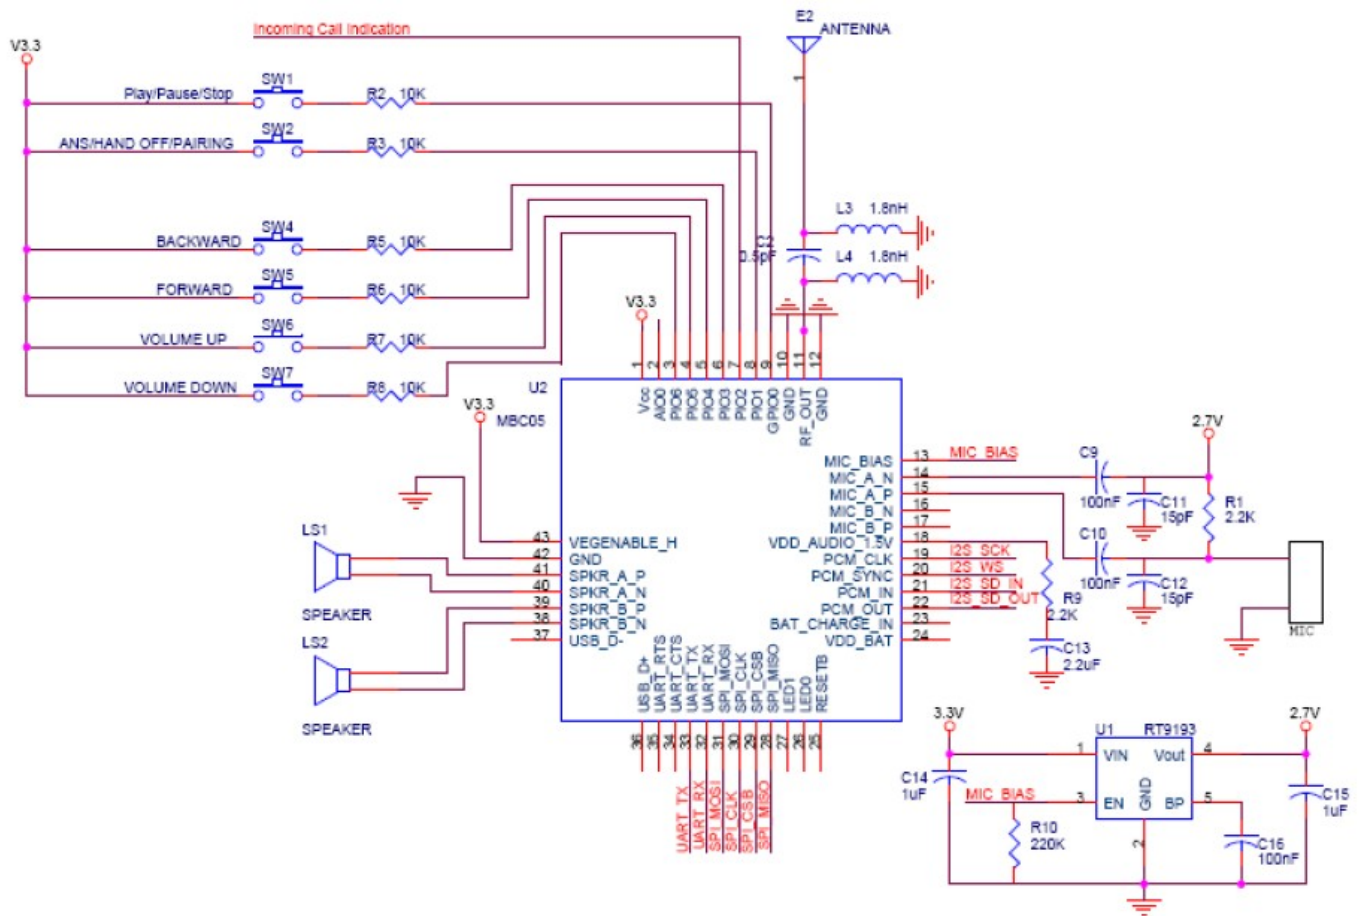 Incoming Call Indication
E2
ANTENNA
1
V3.3
Play/Pause/Stop
SW1
R2 10K
ANS/HAND OFF/PAIRING
SW2
R3 10K
BACKWARD
SW4
R5 10K
FORWARD
SW5
R6 10K
VOLUME UP
SW6
R7 10K
VOLUME DOWN
SW7
R8 10K
L3 1.8nH
0.5pF
L4 1.8nH
V3.3
1 2 3 4 5 6 7 8 9 10 11 12
U2
MBC05
V3.3
Vcc
AIO0
PIO6
PIO5
PIO4
PIO3
PIO2
PIO1
GPIO0
GND
RF_OUT
GND
MIC_BIAS 13 MIC_BIAS
MIC_A_N 14
MIC_A_P 15
MIC_B_N 16
MIC_B_P 17
VDD_AUDIO_1.5V 18
PCM_CLK 19 I2S_SCK
PCM_SYNC 20 I2S_WS
PCM_IN 21 I2S_SD_IN
PCM_OUT 22 I2S_SD_OUT
BAT_CHARGE_IN 23
VDD_BAT 24
43 VEGENABLE_H
42 GND
41 SPKR_A_P
40 SPKR_A_N
39 SPKR_B_P
38 SPKR_B_N
37 USB_D-
LS1
SPEAKER
LS2
SPEAKER
USB_D+
UART_RTS
UART_CTS
UART_TX
UART_RX
SPI_MOSI
SPI_CLK
SPI_CSB
SPI_MISO
LED1
LED0
RESETB
36 35 34 33 32 31 30 29 28 27 26 25
UART_TX
UART_RX
SPI_MOSI
SPI_CLK
SPI_CSB
SPI_MISO
2.7V
C9
100nF
C11
15pF
R1
2.2K
C10
100nF
C12
15pF
R9
2.2K
C13
2.2uF
MIC
3.3V
2.7V
U1 RT9193
1 VIN Vout 4
3 EN GND BP 5
2
C14
1uF
MIC_BIAS
R10
220K
C16
100nF
C15
1uF